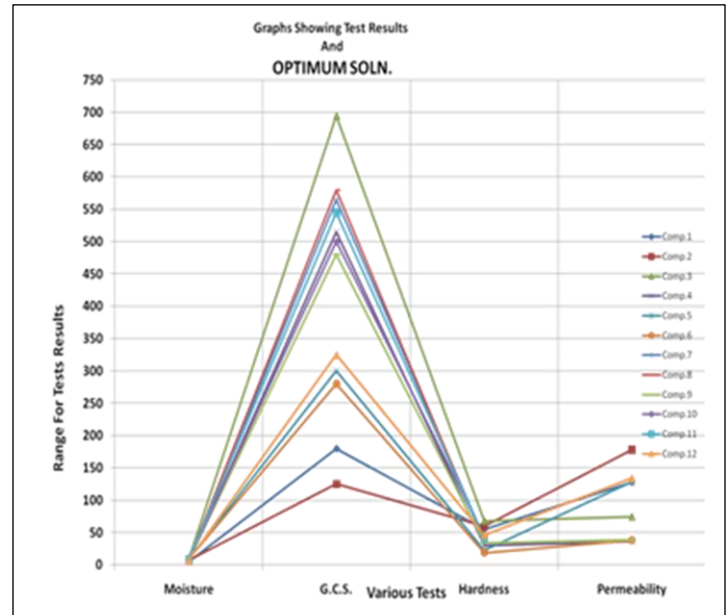 Graphs Showing Test Results
And
OPTIMUM SOLN.
Range For Tests Results
750
700
650
600
550
500
450
400
350
300
250
200
150
100
50
0
Moisture
G.C.S.
Various Tests
Hardness
Permeability
Comp.1
Comp.2
Comp.3
Comp.4
Comp.5
Comp.6
Comp.7
Comp.8
Comp.9
Comp.10
Comp.11
Comp.12